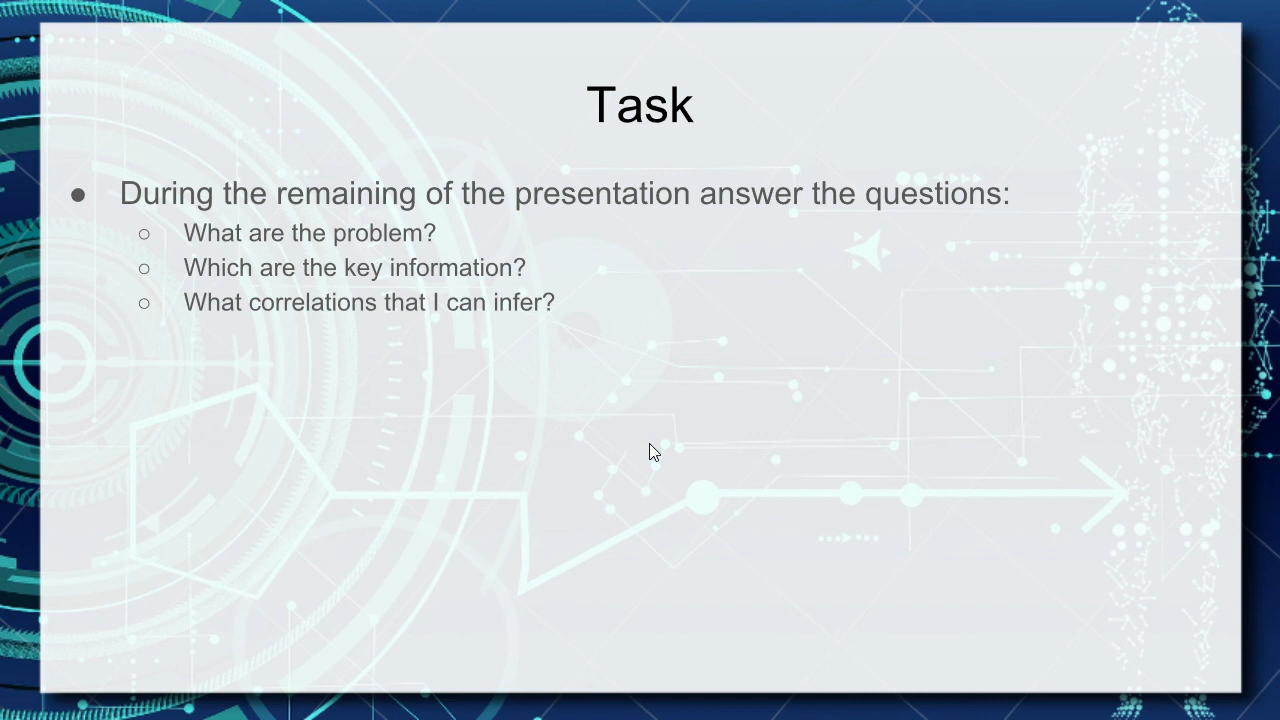 Task
● During the remaining of the presentation answer the questions:
○ What are the problem?
○ Which are the key information?
○ What correlations that I can infer?